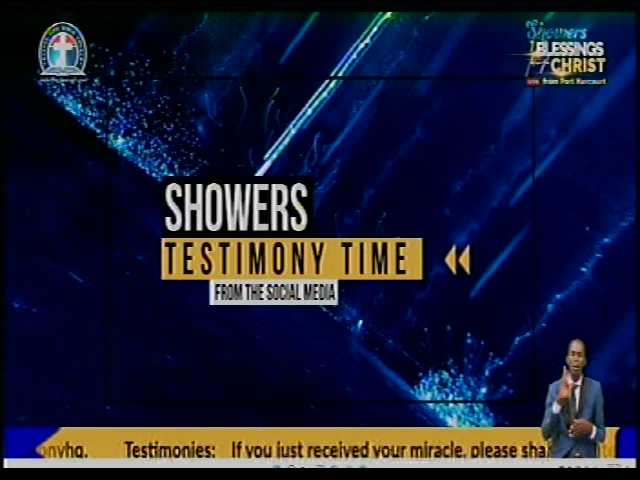 Showers
BLESSINGS
CHRIST
from Port Harcourt
SHOWERS
TESTIMONY TIME
FROM THE SOCIAL MEDIA
onyhq. Testimonies: If you just received your miracle, please sha